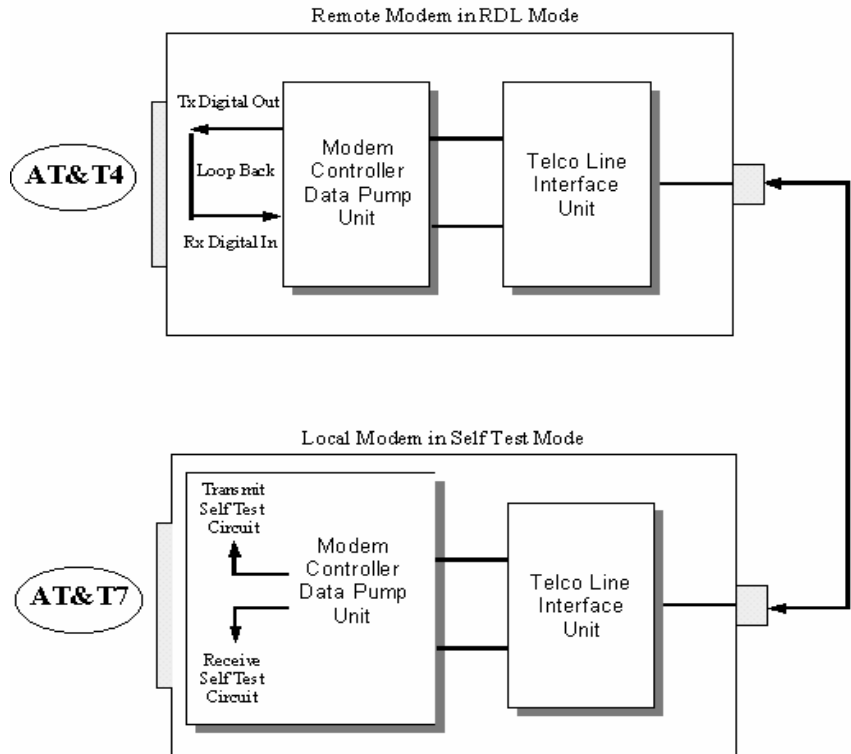 Remote Modem in RDL Mode
Tx Digital Out
Loop Back
Rx Digital In
AT&T4
Modem
Controller
Data Pump
Unit
Telco Line
Interface
Unit
Local Modem in Self Test Mode
Transmit
Self Test
Circuit
AT&T7
Receive
Self Test
Circuit
Modem
Controller
Data Pump
Unit
Telco Line
Interface
Unit